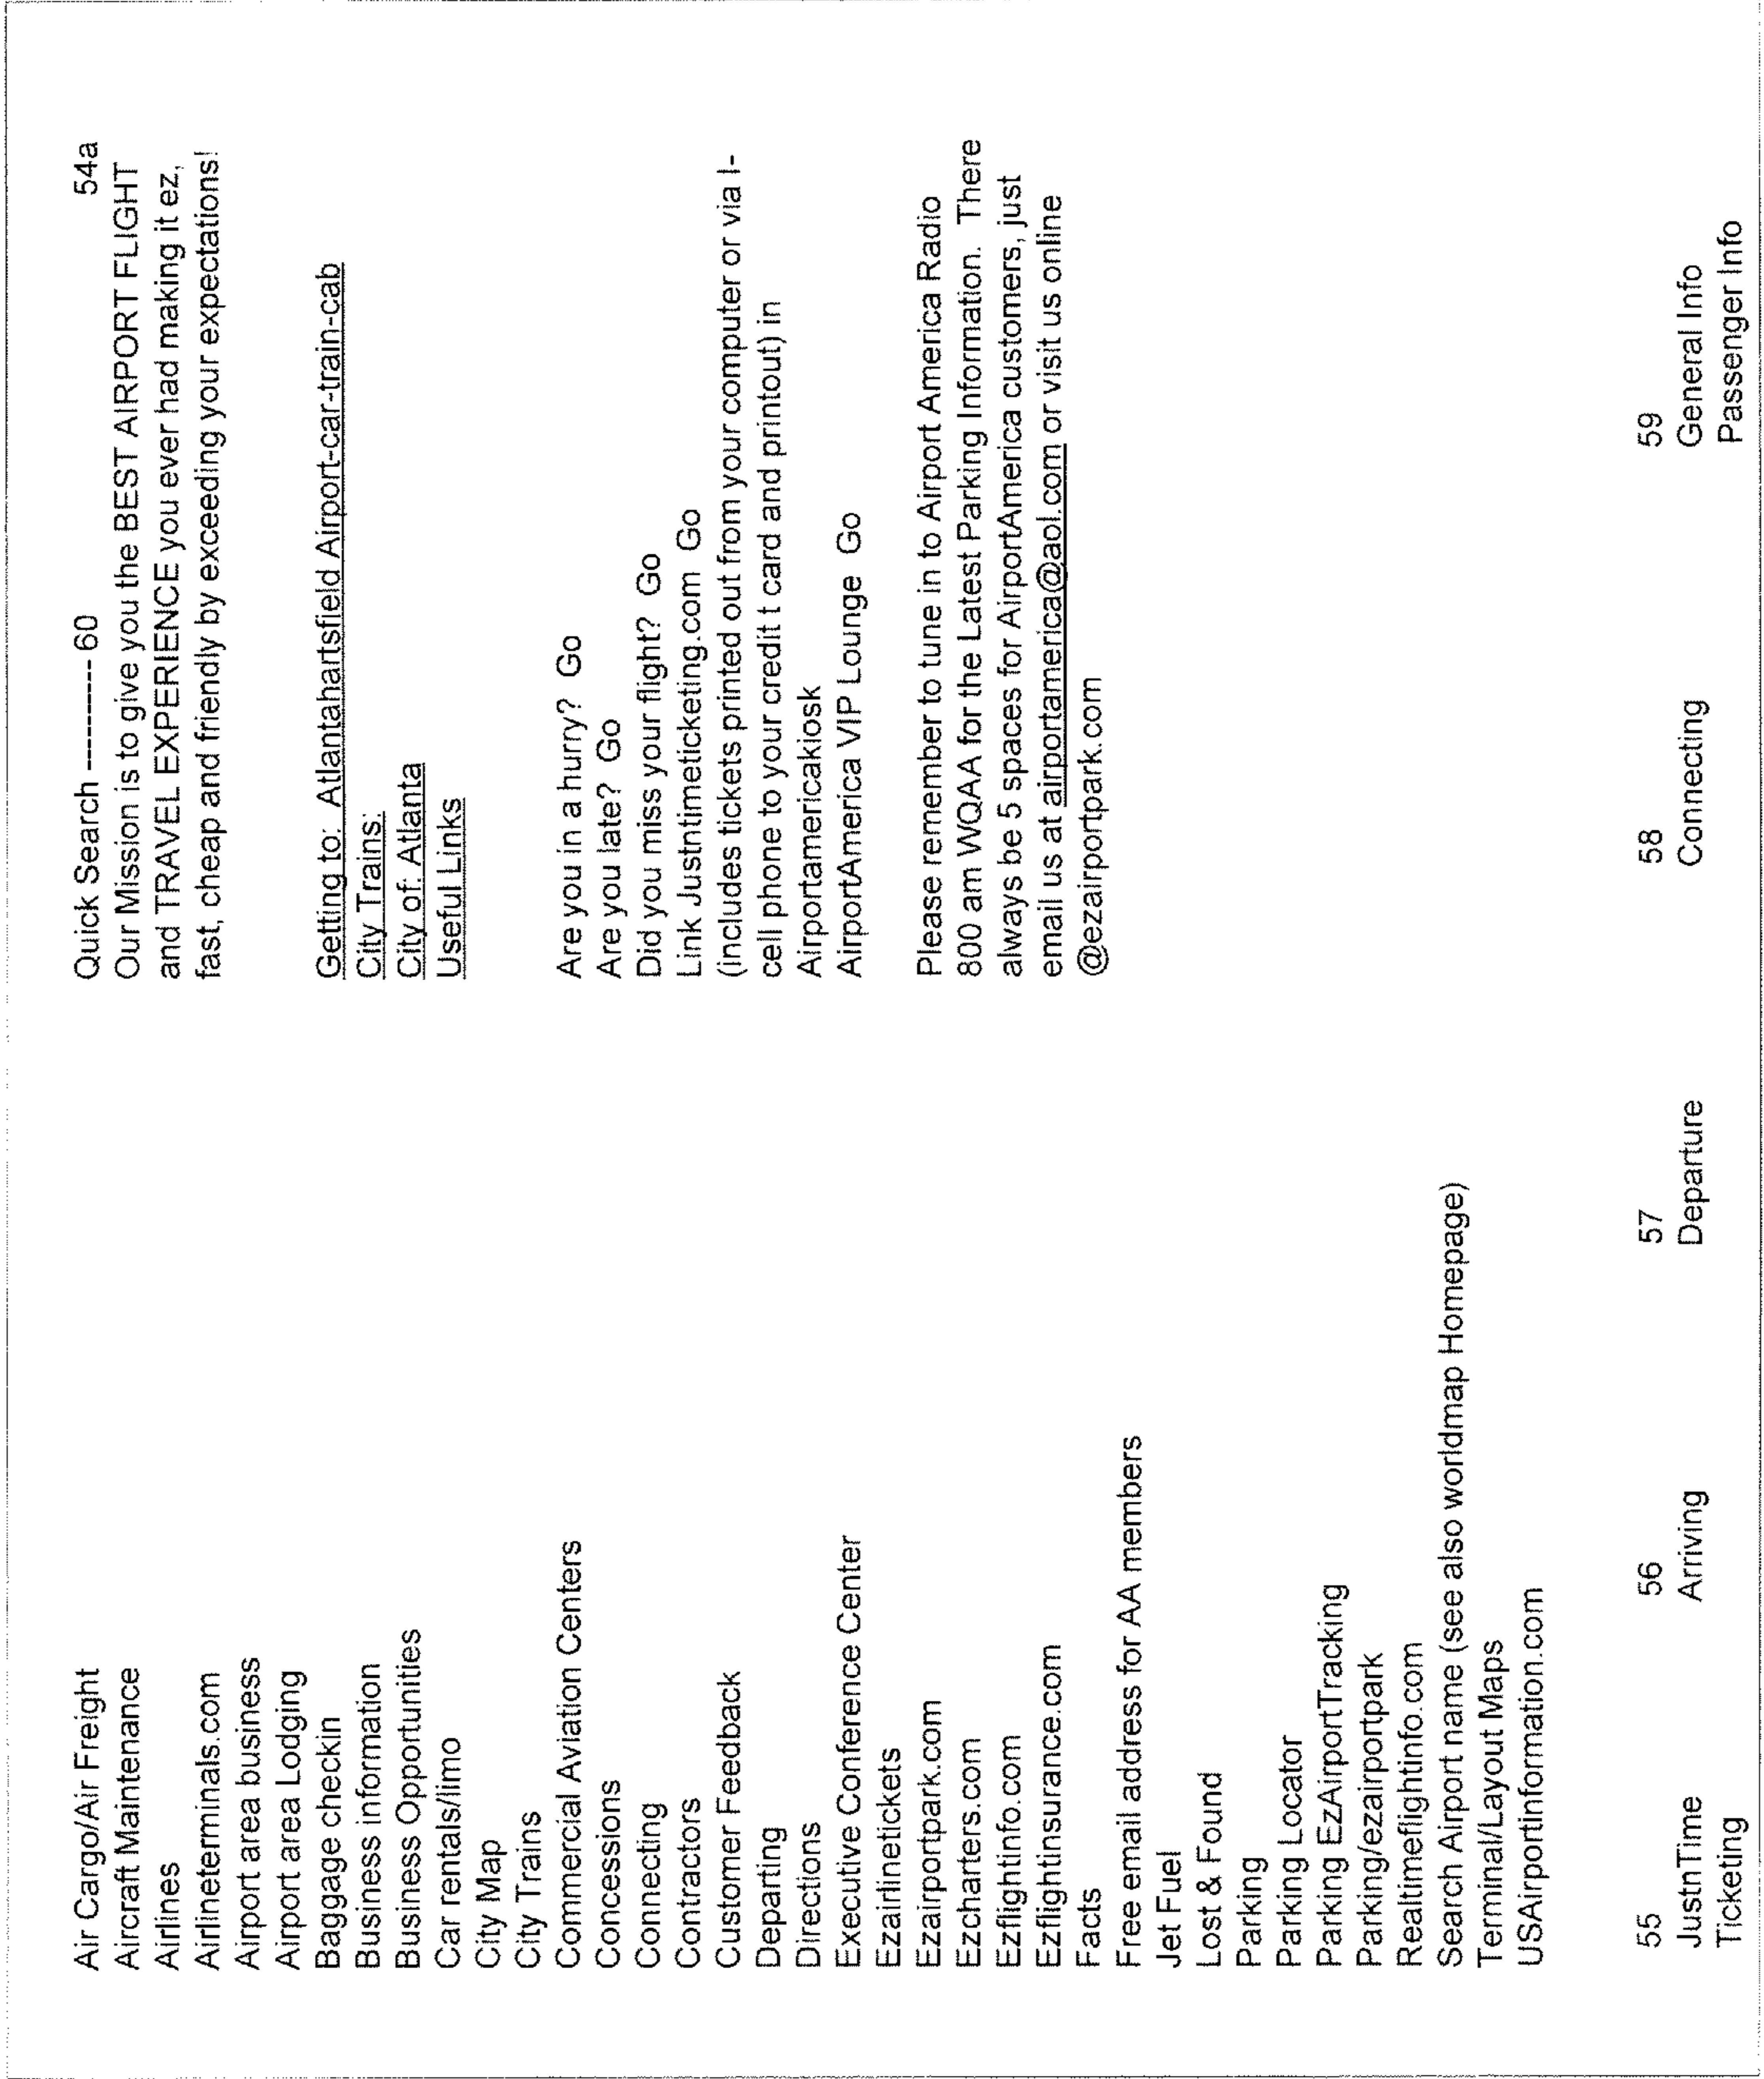 Air Cargo/Air Freight
Aircraft Maintenance
Airlines
Airlineterminals.com
Airport area business
Airport area Lodging
Baggage checkin
Business information
Business Opportunities
Car rentals/limo
City Map
City Trains
Commercial Aviation Centers
Concessions
Connecting
Contractors
Customer Feedback
Departing
Directions
Executive Conference Center
Ezairlinetickets
Ezairportpark.com
Ezcharters.com
Ezflightinfo.com
Ezflightinsurance.com
Facts
Free email address for AA members
Jet Fuel
Lost & Found
Parking
Parking Locator
Parking EzAirportTracking
Parking/ezairportpark
Realtimeflightinfo.com
Search Airport name (see also worldmap Homepage)
Terminal/Layout Maps
USAirportinformation.com
Quick Search ---------- 60 54a
Our Mission is to give you the BEST AIRPORT FLIGHT
and TRAVEL EXPERIENCE you ever had making it ez,
fast, cheap and friendly by exceeding your expectations!
Getting to: Atlantahartsfield Airport-car-train-cab
City Trains:
City of: Atlanta
Useful Links
Are you in a hurry? Go
Are you late? Go
Did you miss your flight? Go
Link Justntimeticketing.com Go
(includes tickets printed out from your computer or via I-
cell phone to your credit card and printout) in
Airportamericakiosk
AirportAmerica VIP Lounge Go
Please remember to tune in to Airport America Radio
800 am WQAA for the Latest Parking Information. There
always be 5 spaces for AirportAmerica customers, just
email us at airportamerica@aol.com or visit us online
@ezairportpark.com
55 56 57 58 59
JustnTime Arriving Departure Connecting General Info
Ticketing Passenger Info